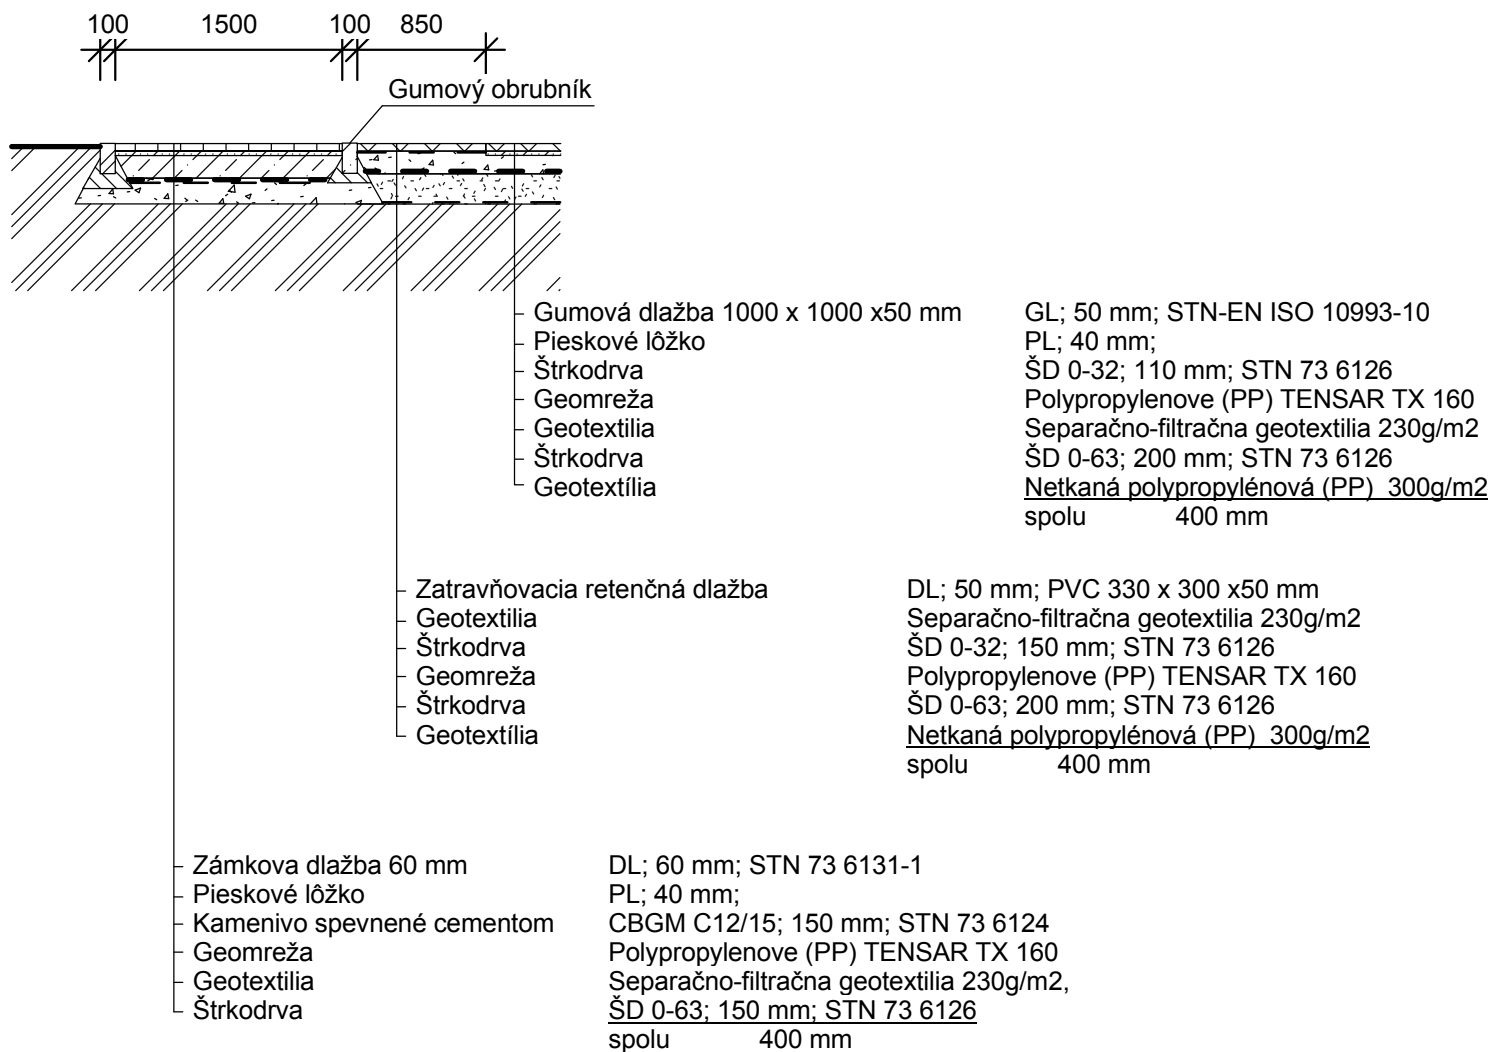 100 1500 100 850
Gumový obrubník
Gumová dlažba 1000 x 1000 x50 mm GL; 50 mm; STN-EN ISO 10993-10
Pieskové lôžko PL; 40 mm;
Štrkodrva ŠD 0-32; 110 mm; STN 73 6126
Geomreža Polypropylenove (PP) TENSAR TX 160
Geotextilia Separačno-filtračna geotextilia 230g/m2
Štrkodrva ŠD 0-63; 200 mm; STN 73 6126
Geotextília Netkaná polypropylénová (PP) 300g/m2
spolu 400 mm
Zatravňovacia retenčná dlažba DL; 50 mm; PVC 330 x 300 x50 mm
Geotextilia Separačno-filtračna geotextilia 230g/m2
Štrkodrva ŠD 0-32; 150 mm; STN 73 6126
Geomreža Polypropylenove (PP) TENSAR TX 160
Štrkodrva ŠD 0-63; 200 mm; STN 73 6126
Geotextília Netkaná polypropylénová (PP) 300g/m2
spolu 400 mm
Zámkova dlažba 60 mm DL; 60 mm; STN 73 6131-1
Pieskové lôžko PL; 40 mm;
Kamenivo spevnené cementom CBGM C12/15; 150 mm; STN 73 6124
Geomreža Polypropylenove (PP) TENSAR TX 160
Geotextilia Separačno-filtračna geotextilia 230g/m2,
Štrkodrva ŠD 0-63; 150 mm; STN 73 6126
spolu 400 mm